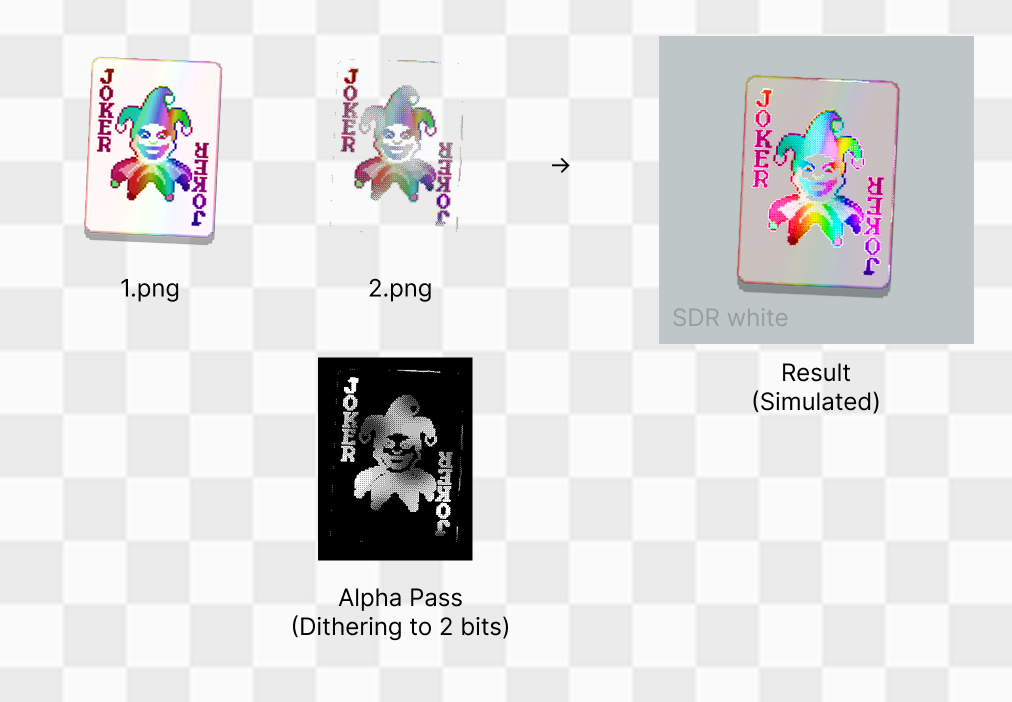 JOKER
JOKER
1.png
JOKER
JOKER
2.png
→
JOKER
JOKER
SDR white
Result
(Simulated)
JOKER
JOKER
Alpha Pass
(Dithering to 2 bits)